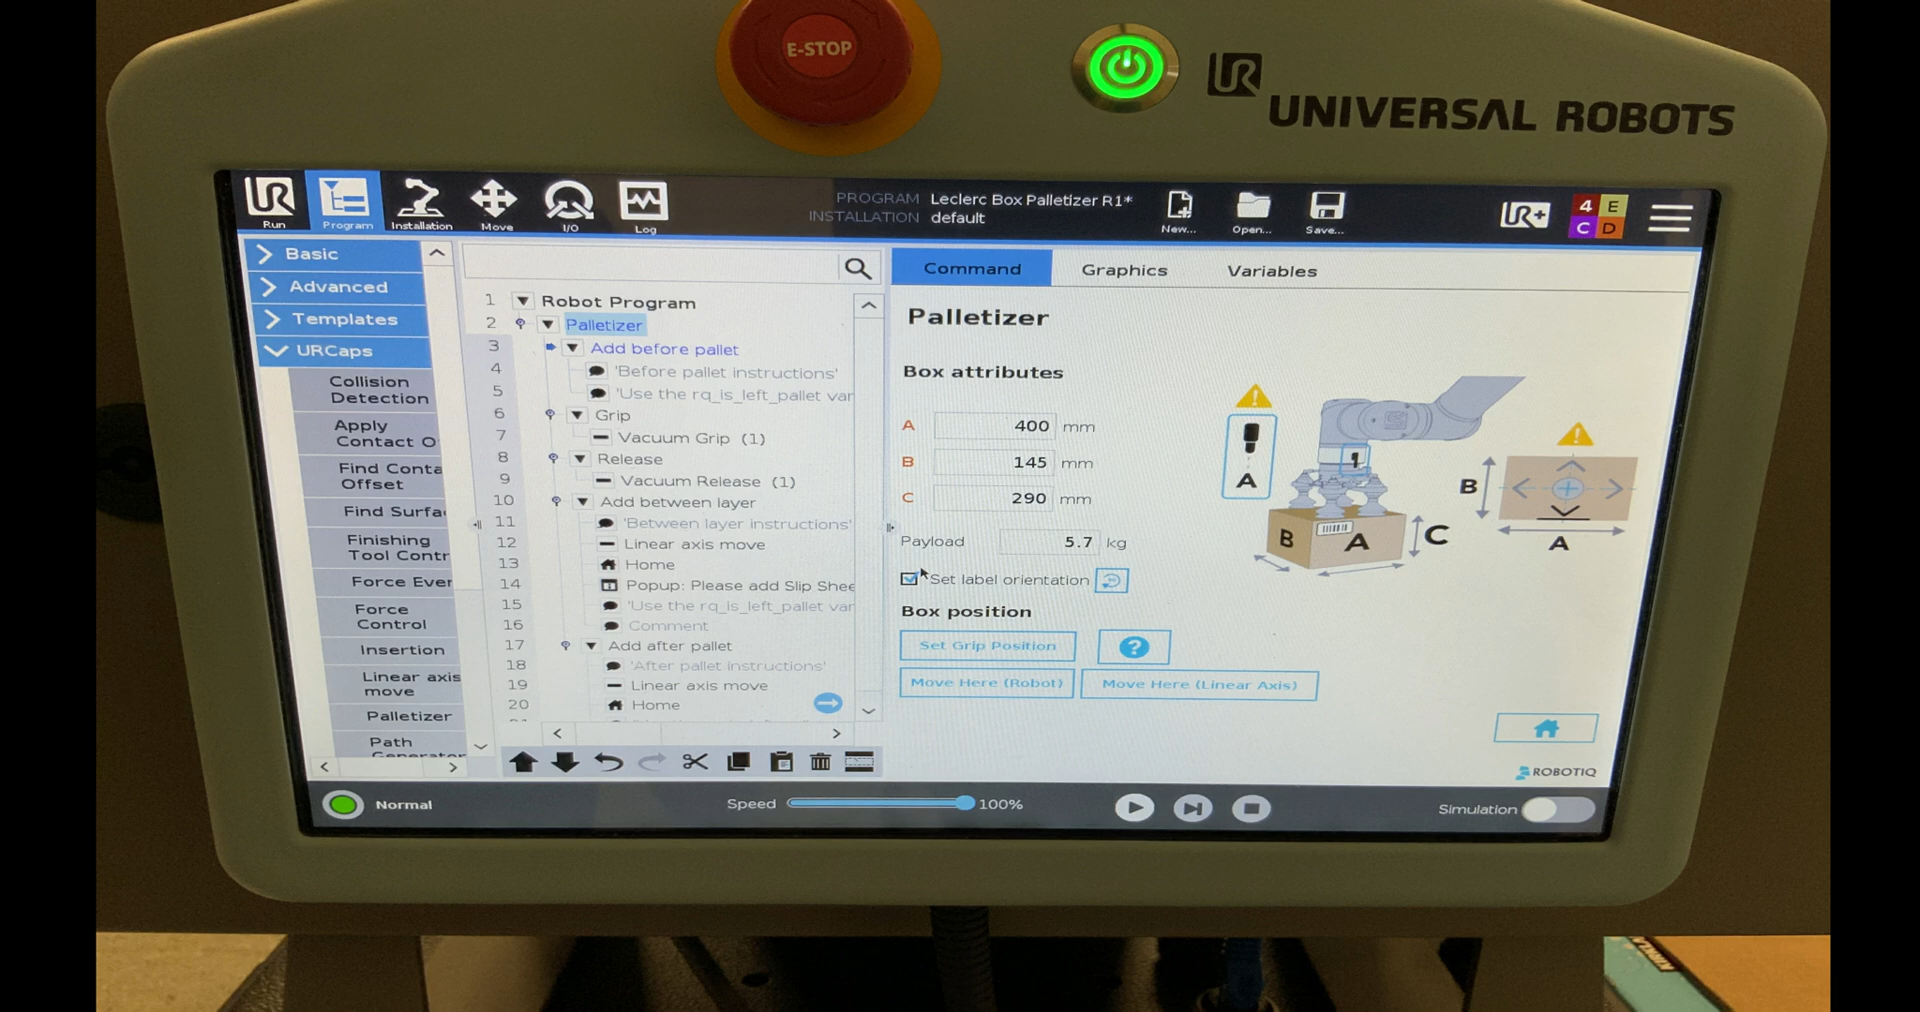 E-STOP
UR
UNIVERSAL ROBOTS
Run
Program
Installation
Move
I/O
Log
PROGRAM Leclerc Box Palletizer R1*
INSTALLATION default
New...
Open...
Save...
UR+
4 E
C D
Basic
Advanced
Templates
URCaps
Collision
Detection
Apply
Contact O
Find Conta
Offset
Find Surfa
Finishing
Tool Contr
Force Ever
Force
Control
Insertion
Linear axis
move
Palletizer
Path
Generator
1 Robot Program
2 Palletizer
3 Add before pallet
4 'Before pallet instructions'
5 'Use the rq_is_left_pallet var
6 Grip
7 Vacuum Grip (1)
8 Release
9 Vacuum Release (1)
10 Add between layer
11 'Between layer instructions'
12 Linear axis move
13 Home
14 Popup: Please add Slip Shee
15 'Use the rq_is_left_pallet var
16 Comment
17 Add after pallet
18 'After pallet instructions'
19 Linear axis move
20 Home
Command
Graphics
Variables
Palletizer
Box attributes
A 400 mm
B 145 mm
C 290 mm
Payload 5.7 kg
Set label orientation
Box position
Set Grip Position
?
Move Here (Robot)
Move Here (Linear Axis)
A
1
B A C
B
A
ROBOTIQ
Normal
Speed 100%
Simulation